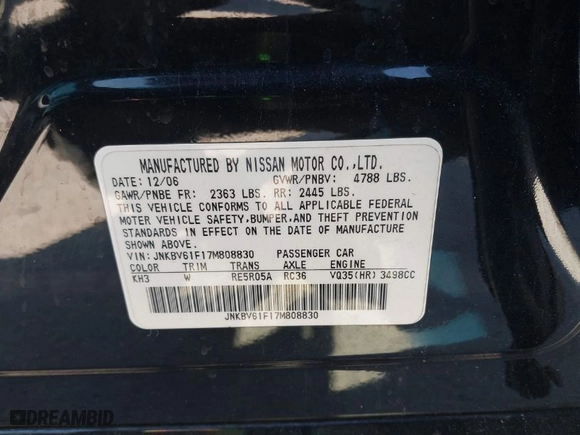 MANUFACTURED BY NISSAN MOTOR CO.,LTD.
DATE: 12/06 GVWR/PNBV: 4788 LBS.
GAWR/PNBE FR: 2363 LBS. RR: 2445 LBS.
THIS VEHICLE CONFORMS TO ALL APPLICABLE FEDERAL
MOTOR VEHICLE SAFETY, BUMPER, AND THEFT PREVENTION
STANDARDS IN EFFECT ON THE DATE OF MANUFACTURE
SHOWN ABOVE.
VIN: JNKBV61F17M808830 PASSENGER CAR
COLOR TRIM TRANS AXLE ENGINE
KH3 W RE5R05A RC36 VQ35(HR) 3498CC
JNKBV61F17M808830
DREAMBID